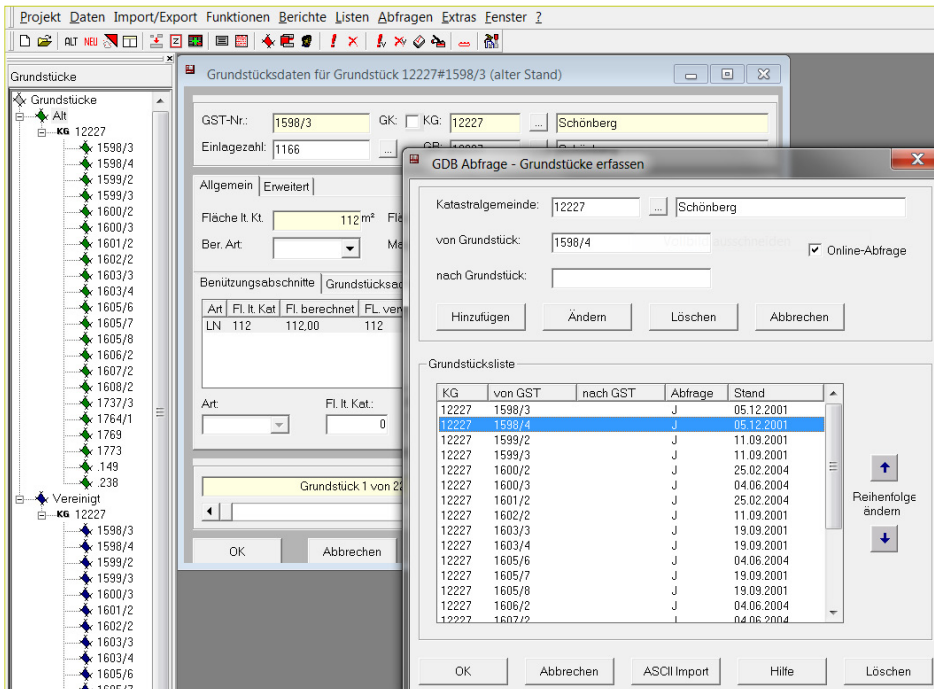 Projekt Daten Import/Export Funktionen Berichte Listen Abfragen Extras Fenster ?
ALT NEU
Grundstücke
Grundstücke
Alt
KG 12227
1598/3
1598/4
1599/2
1599/3
1600/2
1600/3
1601/2
1602/2
1603/3
1603/4
1605/6
1605/7
1605/8
1606/2
1607/2
1608/2
1737/3
1764/1
1769
1773
.149
.238
Vereinigt
KG 12227
1598/3
1598/4
1599/2
1599/3
1600/3
1601/2
1602/2
1603/3
1603/4
1605/6
1605/7
Grundstücksdaten für Grundstück 12227#1598/3 (alter Stand)
GST-Nr.: 1598/3 GK: KG: 12227 ... Schönberg
Einlagezahl: 1166 ... GB:
Allgemein Erweitert
Fläche lt. Kt. 112 m²
Ber. Art:
Benützungsabschnitte
Art Fl. lt. Kat Fl. berechnet
LN 112 112,00 112
Art: Fl. lt. Kat.:
0
Grundstück 1 von
OK Abbrechen
GDB Abfrage - Grundstücke erfassen
Katastralgemeinde: 12227 ... Schönberg
von Grundstück: 1598/4
Online-Abfrage
nach Grundstück:
Hinzufügen Ändern Löschen Abbrechen
Grundstücksliste
KG von GST nach GST Abfrage Stand
12227 1598/3 J 05.12.2001
12227 1598/4 J 05.12.2001
12227 1599/2 J 11.09.2001
12227 1599/3 J 11.09.2001
12227 1600/2 J 25.02.2004
12227 1600/3 J 04.06.2004
12227 1601/2 J 25.02.2004
12227 1602/2 J 11.09.2001
12227 1603/3 J 19.09.2001
12227 1603/4 J 19.09.2001
12227 1605/6 J 04.06.2004
12227 1605/7 J 19.09.2001
12227 1605/8 J 19.09.2001
12227 1606/2 J 04.06.2004
12227 1607/2 J 04.06.2004
Reihenfolge
ändern
OK Abbrechen ASCII Import Hilfe Löschen